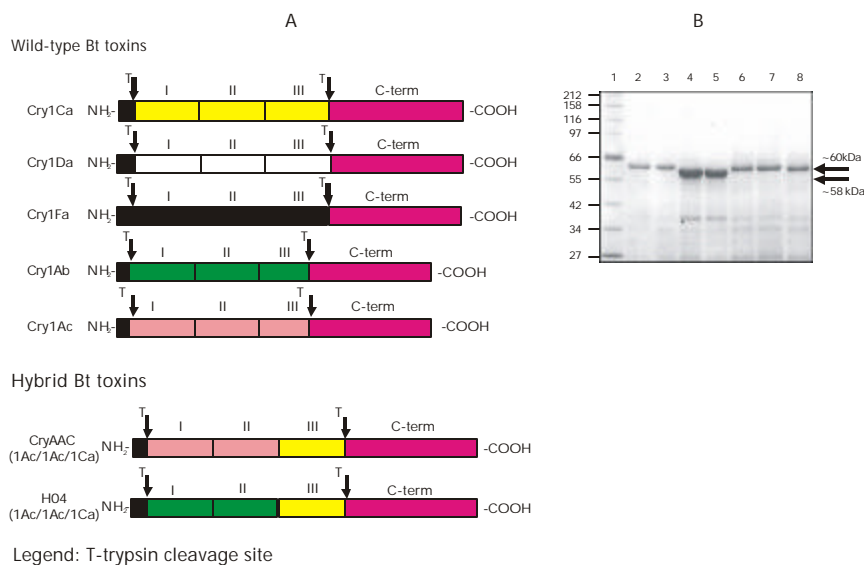 A
B
Wild-type Bt toxins
T I II III T C-term
Cry1Ca NH2- -COOH
T I II III T C-term
Cry1Da NH2- -COOH
T I II III T C-term
Cry1Fa NH2- -COOH
T I II III T C-term
Cry1Ab NH2- -COOH
T I II III T C-term
Cry1Ac NH2- -COOH
Hybrid Bt toxins
T I II III T C-term
CryAAC NH2- -COOH
(1Ac/1Ac/1Ca)
T I II III T C-term
H04 NH2- -COOH
(1Ac/1Ac/1Ca)
Legend: T-trypsin cleavage site
1 2 3 4 5 6 7 8
212
158
116
97
66
55
42
34
27
~60kDa
~58 kDa